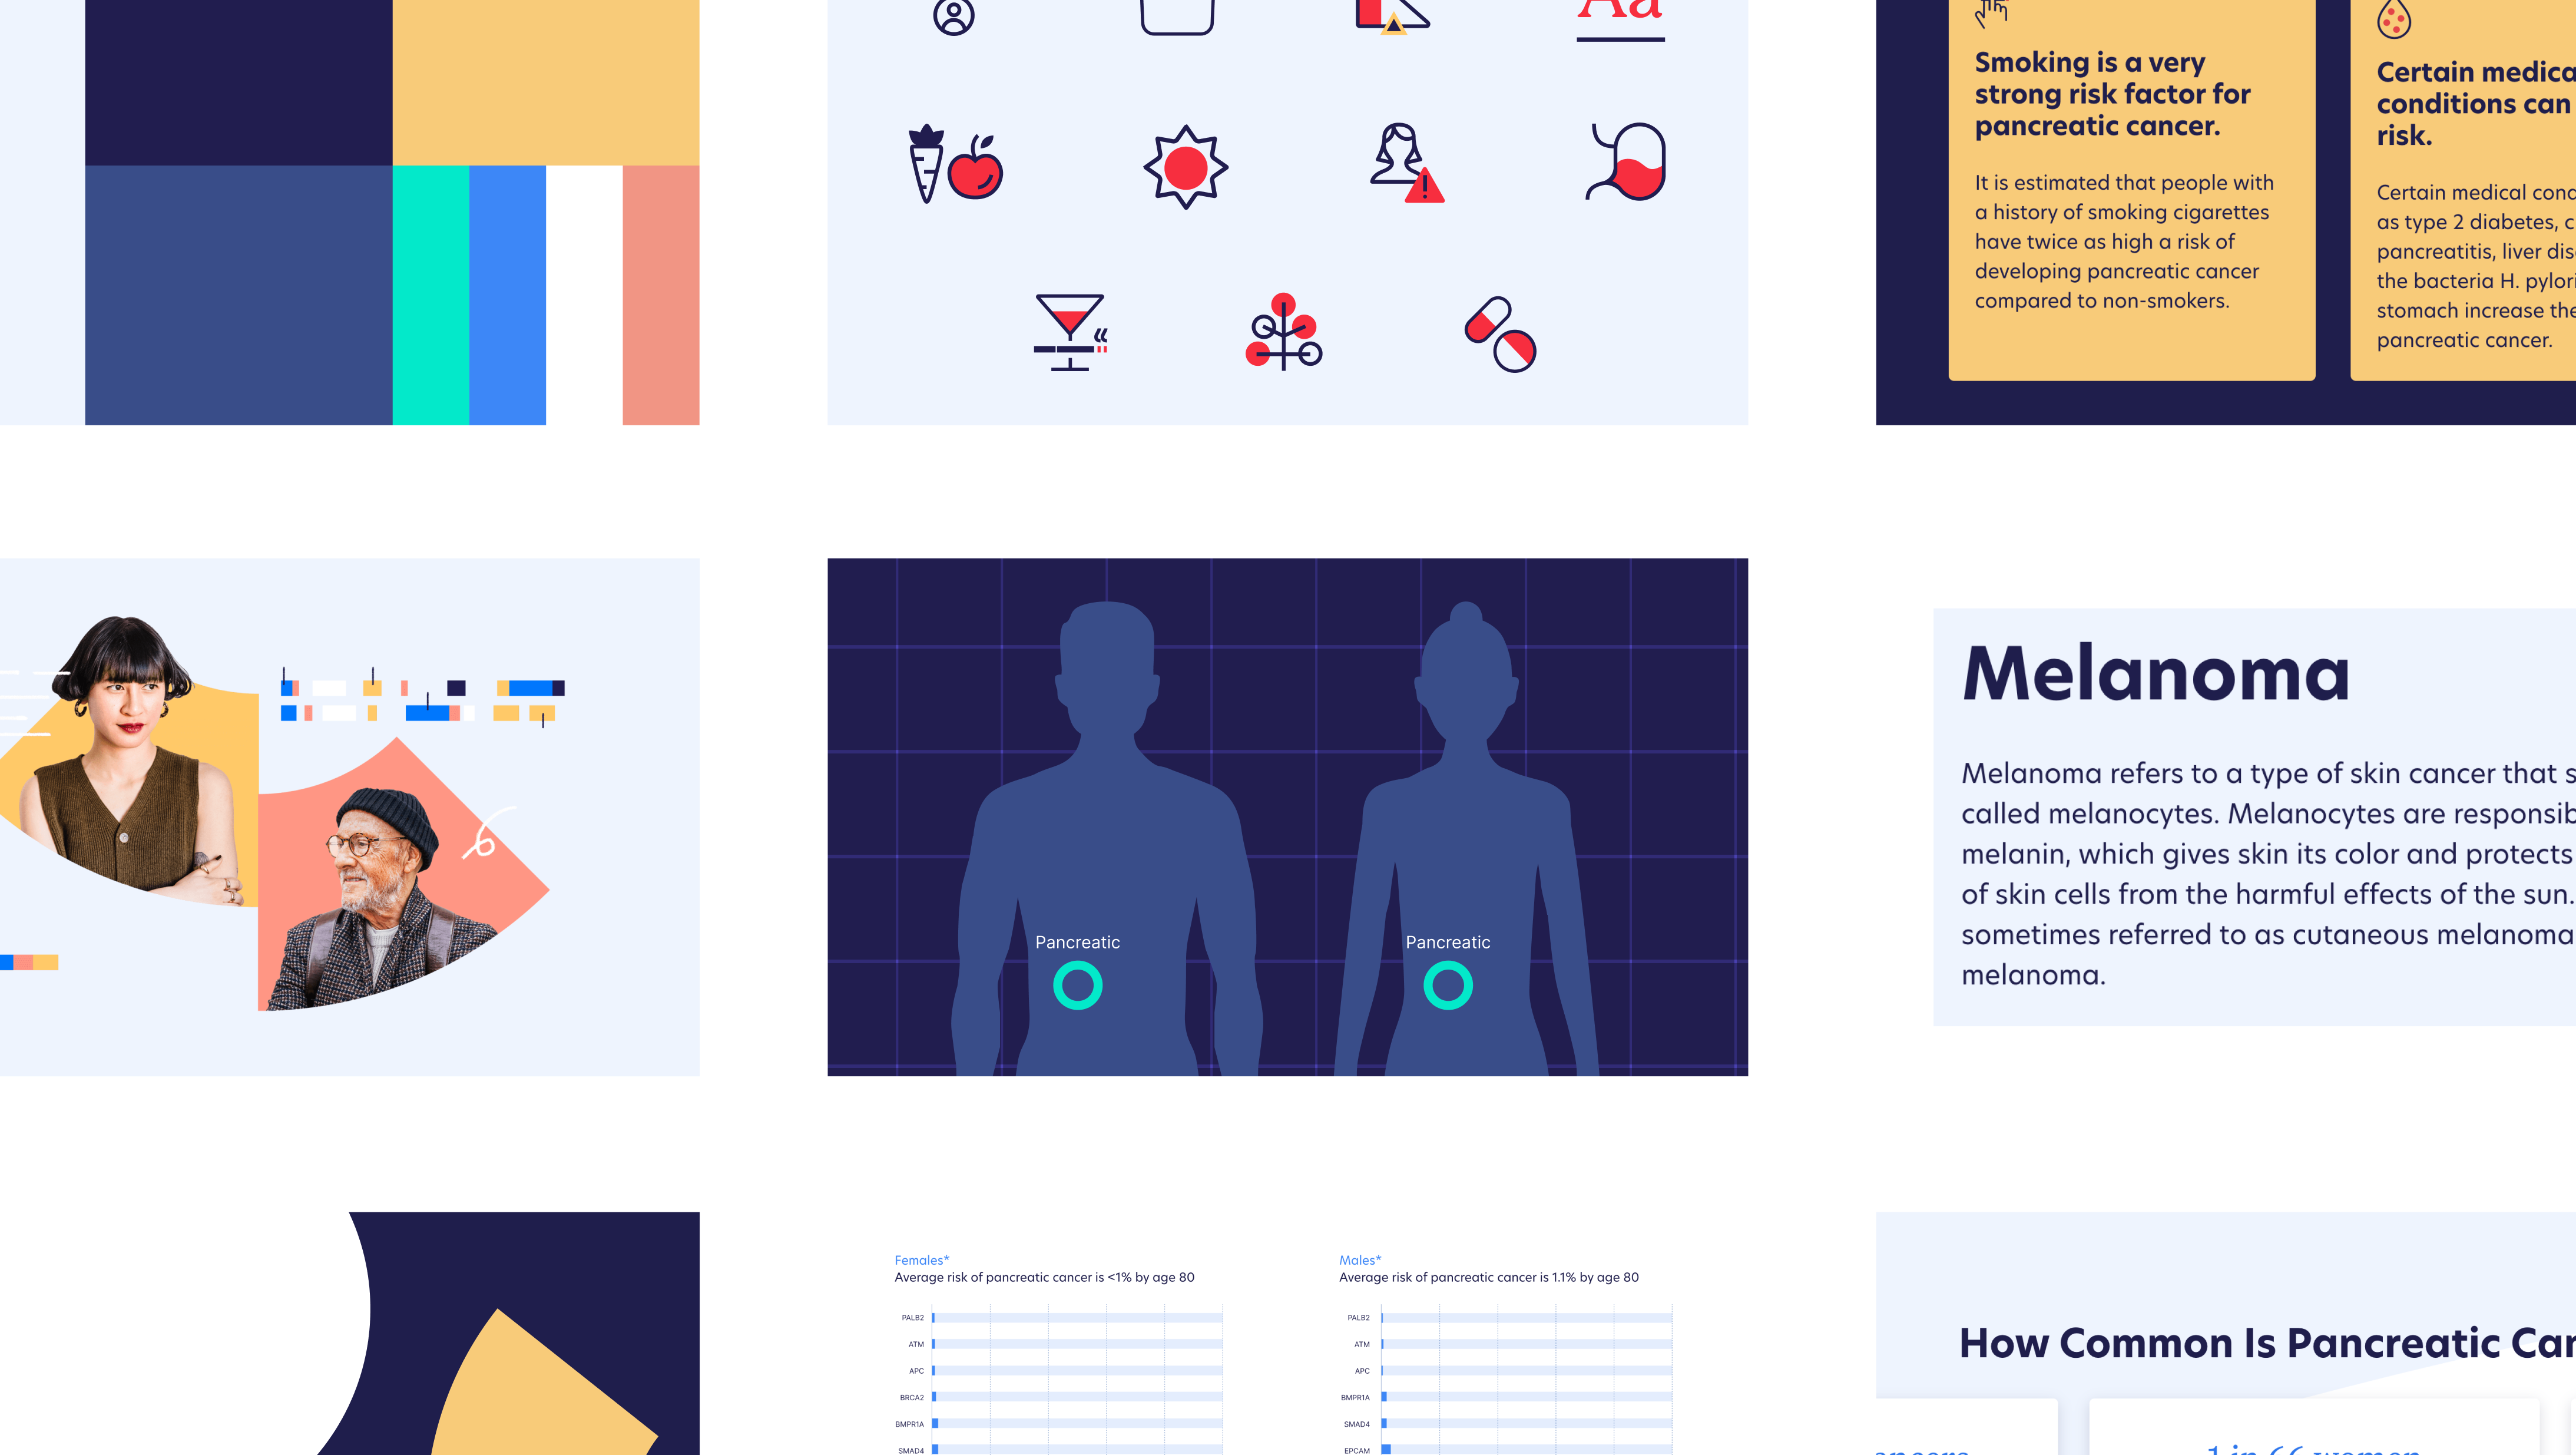 Aa
Smoking is a very
strong risk factor for
pancreatic cancer.
It is estimated that people with
a history of smoking cigarettes
have twice as high a risk of
developing pancreatic cancer
compared to non-smokers.
Certain medica
conditions can
risk.
Certain medical cond
as type 2 diabetes, c
pancreatitis, liver dis
the bacteria H. pylori
stomach increase the
pancreatic cancer.
Pancreatic
Pancreatic
Melanoma
Melanoma refers to a type of skin cancer that s
called melanocytes. Melanocytes are responsib
melanin, which gives skin its color and protects
of skin cells from the harmful effects of the sun.
sometimes referred to as cutaneous melanoma
melanoma.
Females*
Average risk of pancreatic cancer is <1% by age 80
PALB2
ATM
APC
BRCA2
BMPR1A
SMAD4
Males*
Average risk of pancreatic cancer is 1.1% by age 80
PALB2
ATM
APC
BMPR1A
SMAD4
EPCAM
How Common Is Pancreatic Can
1 in 66 women